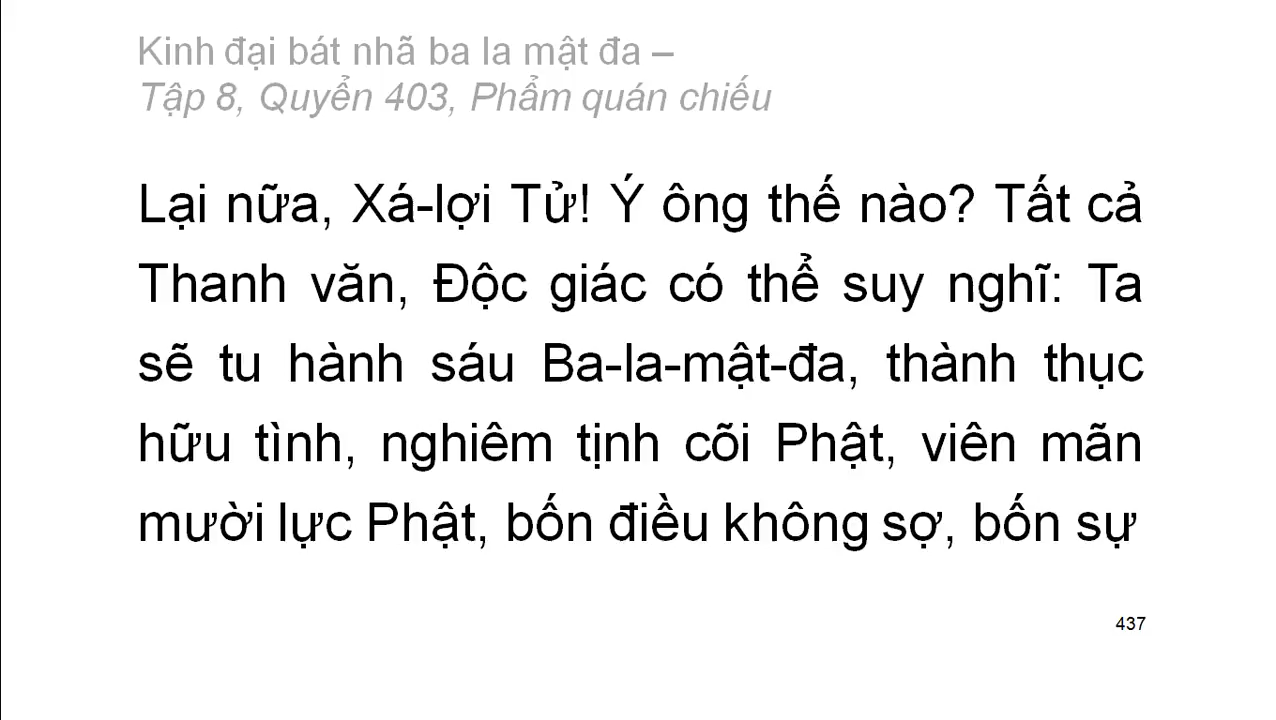 Kinh đại bát nhã ba la mật đa –
Tập 8, Quyển 403, Phẩm quán chiếu
Lại nữa, Xá-lợi Tử! Ý ông thế nào? Tất cả
Thanh văn, Độc giác có thể suy nghĩ: Ta
sẽ tu hành sáu Ba-la-mật-đa, thành thục
hữu tình, nghiêm tịnh cõi Phật, viên mãn
mười lực Phật, bốn điều không sợ, bốn sự
437